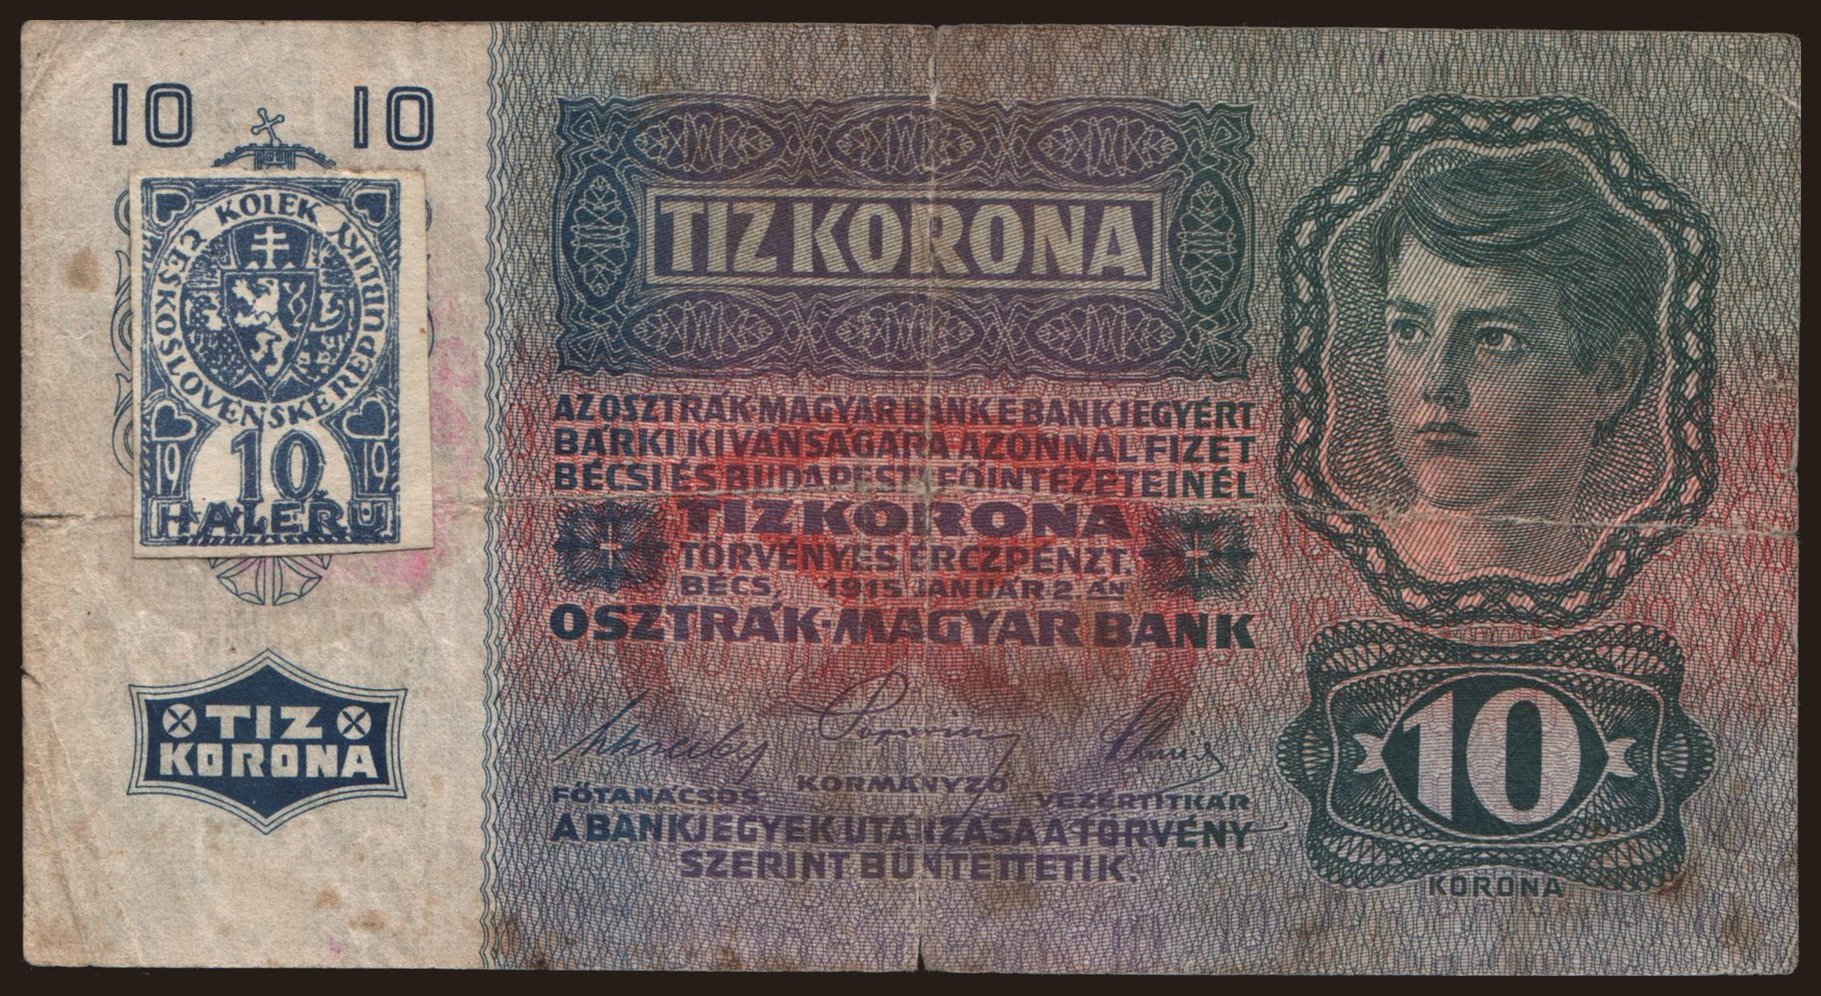 10 10
KOLEK
ČESKOSLOVENSKÉ REPUBLIKY
10
19 19
HALEŘŮ
TIZ
KORONA
TIZ KORONA
AZ OSZTRÁK-MAGYAR BANK E BANKJEGYÉRT
BÁRKI KIVÁNSÁGÁRA AZONNAL FIZET
BÉCSI ÉS BUDAPESTI FŐINTÉZETEINÉL
TIZ KORONA
TÖRVÉNYES ÉRCZPÉNZT.
BÉCS, 1915 JANUÁR 2.-ÁN
OSZTRÁK-MAGYAR BANK
KORMÁNYZÓ
FŐTANÁCSOS VEZÉRTITKÁR
A BANKJEGYEK UTÁNZÁSA A TÖRVÉNY
SZERINT BÜNTETTETIK.
10
KORONA